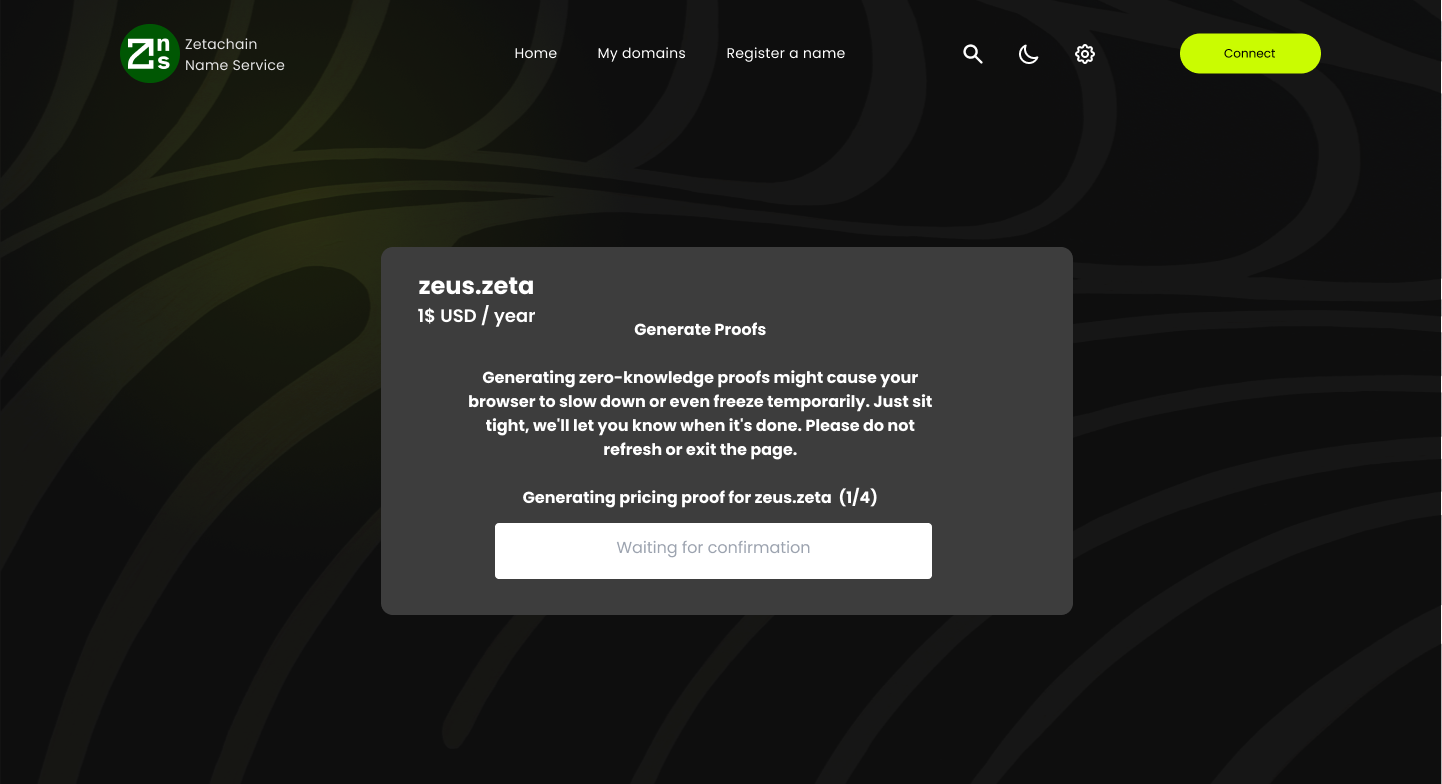 Zns
Zetachain
Name Service
Home
My domains
Register a name
Connect
zeus.zeta
1$ USD / year
Generate Proofs
Generating zero-knowledge proofs might cause your
browser to slow down or even freeze temporarily. Just sit
tight, we'll let you know when it's done. Please do not
refresh or exit the page.
Generating pricing proof for zeus.zeta (1/4)
Waiting for confirmation